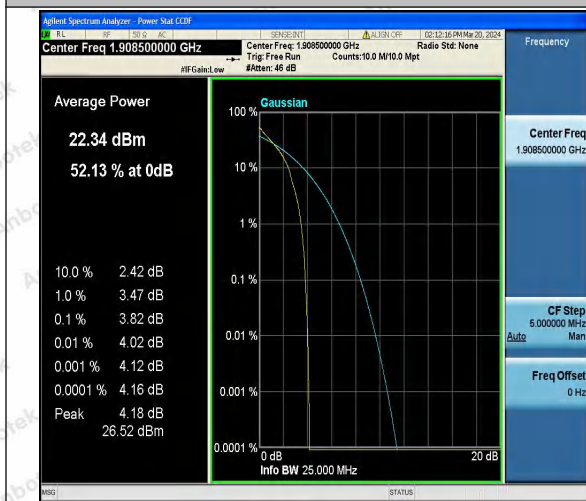 Agilent Spectrum Analyzer - Power Stat CCDF
RL RF 50 Ω AC SENSE:INT ALIGN OFF 02:12:16 PM Mar 20, 2024
Center Freq 1.908500000 GHz
Center Freq: 1.908500000 GHz Radio Std: None
Trig: Free Run Counts:10.0 M/10.0 Mpt
#IFGain:Low #Atten: 46 dB
Frequency
Average Power
22.34 dBm
52.13 % at 0dB
10.0 % 2.42 dB
1.0 % 3.47 dB
0.1 % 3.82 dB
0.01 % 4.02 dB
0.001 % 4.12 dB
0.0001 % 4.16 dB
Peak 4.18 dB
26.52 dBm
Gaussian
100 %
10 %
1 %
0.1 %
0.01 %
0.001 %
0.0001 %
0 dB 20 dB
Info BW 25.000 MHz
Center Freq
1.908500000 GHz
CF Step
5.000000 MHz
Auto Man
Freq Offset
0 Hz
MSG STATUS